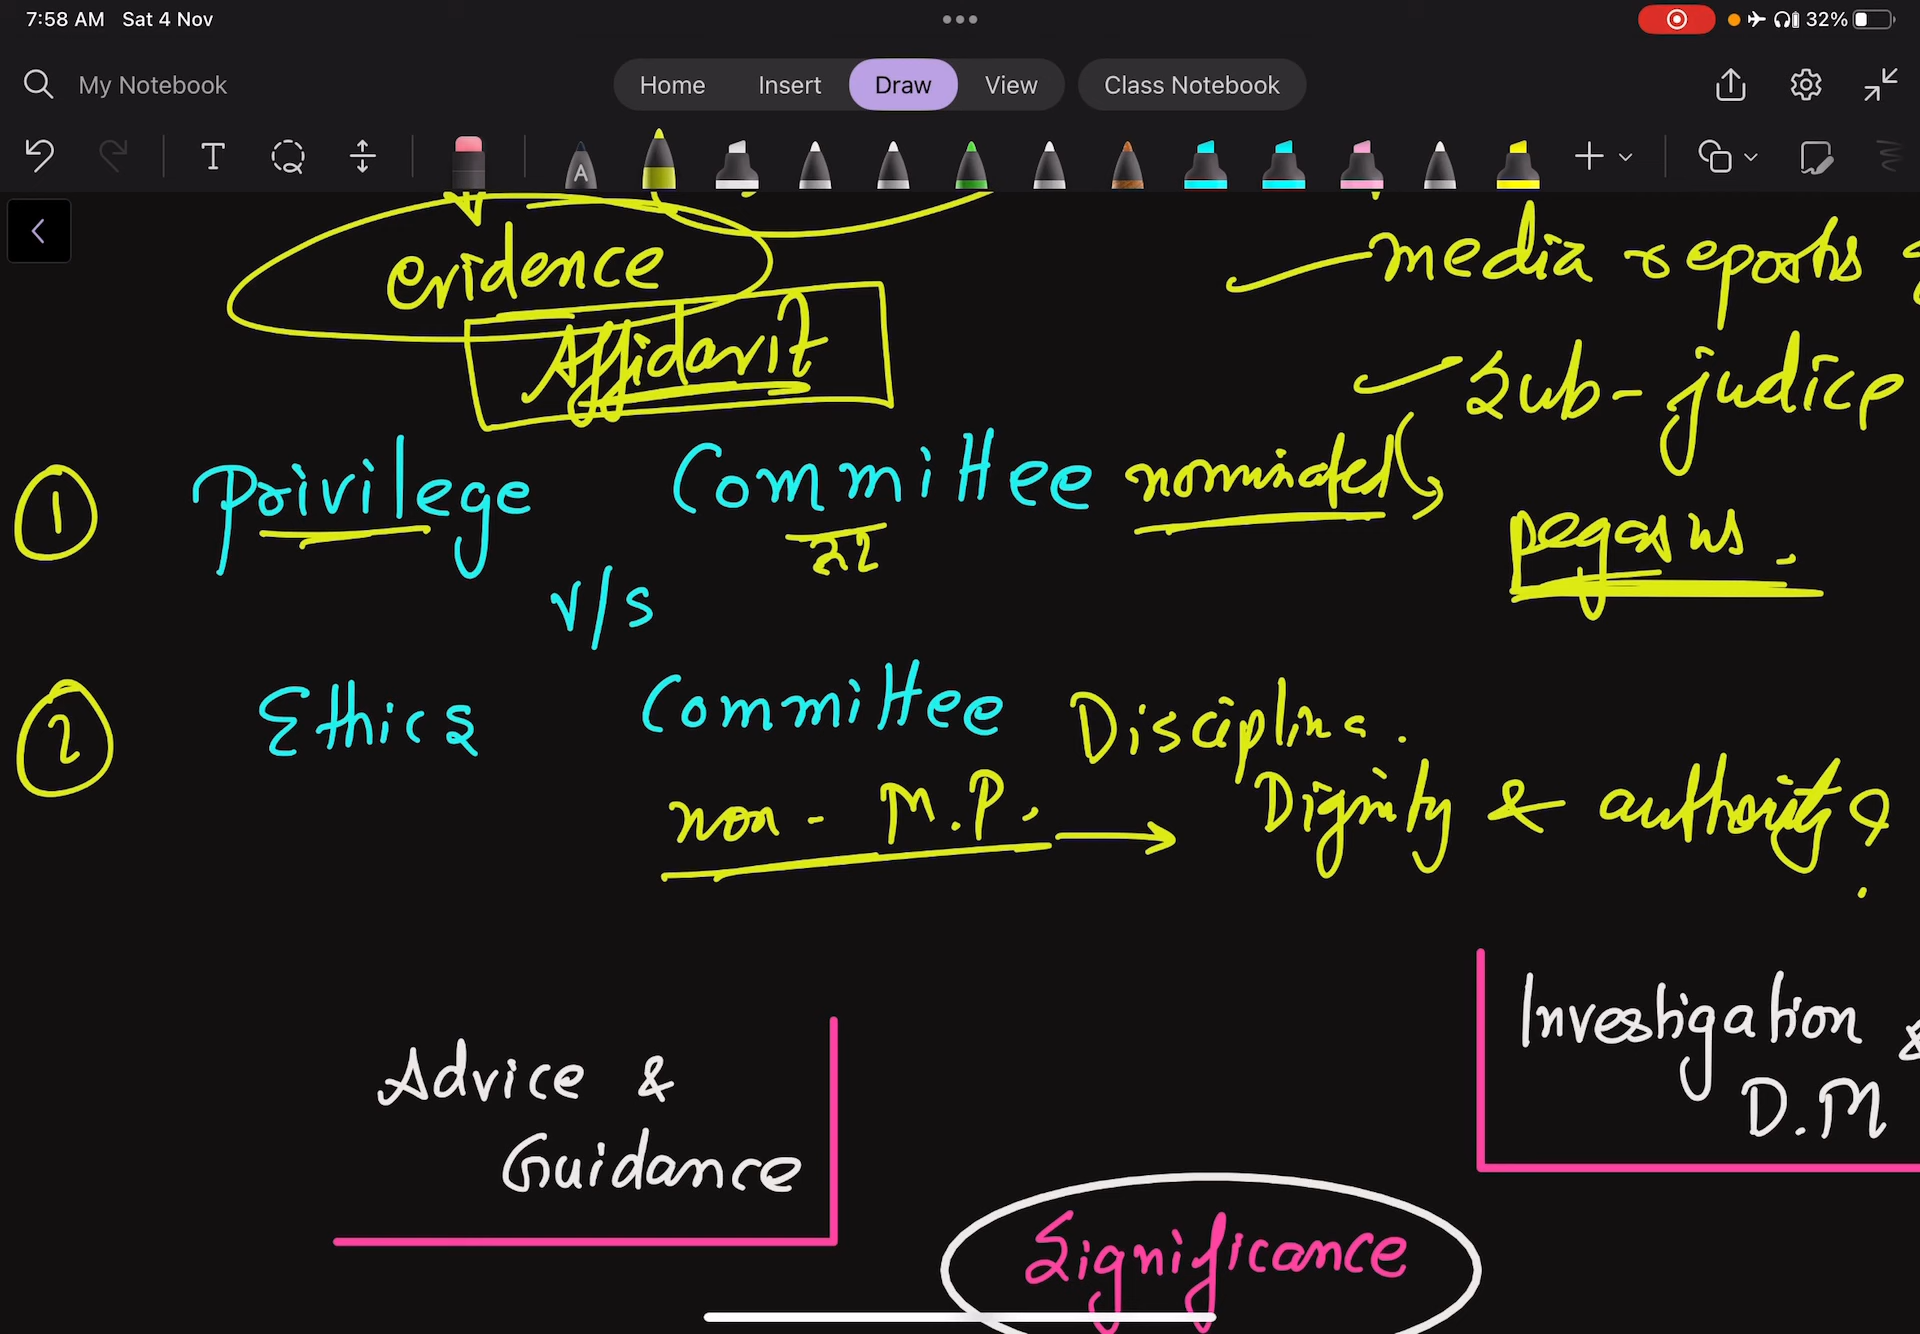 7:58 AM Sat 4 Nov
32%
My Notebook
Home Insert Draw View Class Notebook
T
A
evidence
Affidavit
media reports
sub-judice
1 Privilege Committee nominated
pegasus.
v/s
2 Ethics Committee Discipline.
non - M.P. → Dignity & authority?
Advice &
Guidance
Investigation &
D.M
Significance